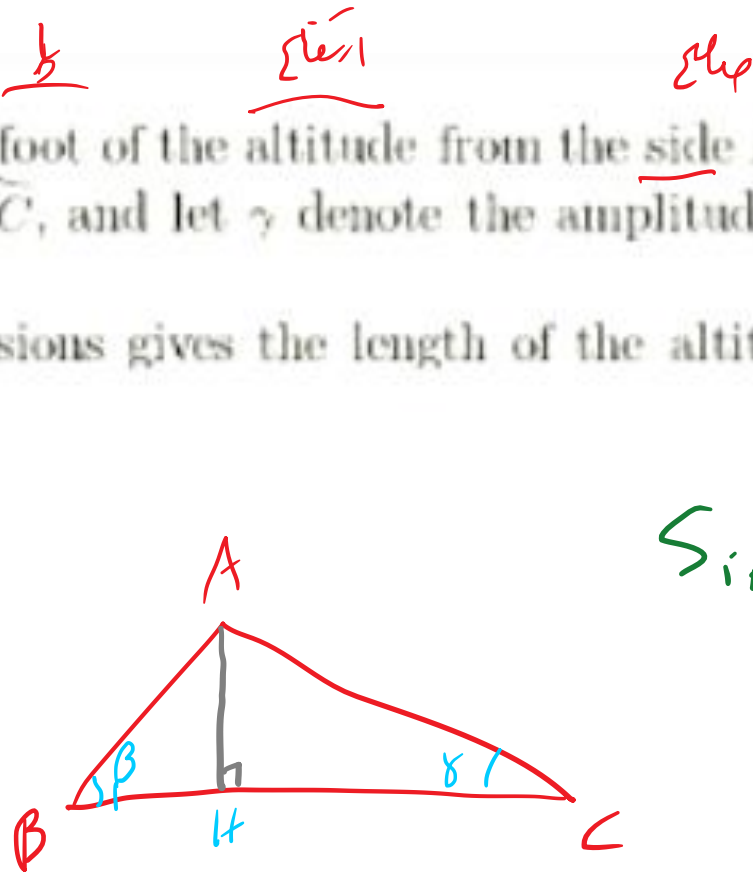 foot of the altitude from the side
C, and let γ denote the amplitud
sions gives the length of the altit
Si
A
β γ
B H C